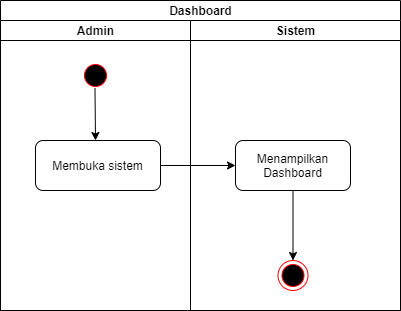 Dashboard
Admin
Sistem
Membuka sistem
Menampilkan
Dashboard